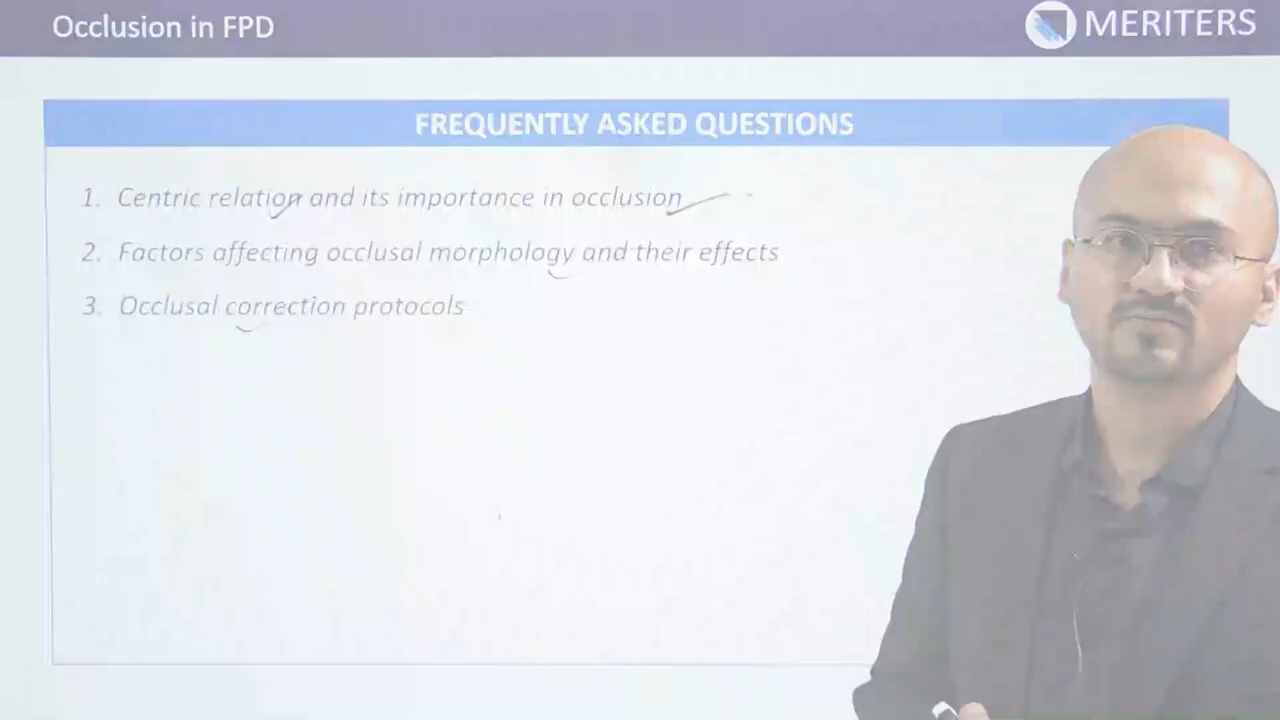 Occlusion in FPD
MERITERS
FREQUENTLY ASKED QUESTIONS
1. Centric relation and its importance in occlusion
2. Factors affecting occlusal morphology and their effects
3. Occlusal correction protocols